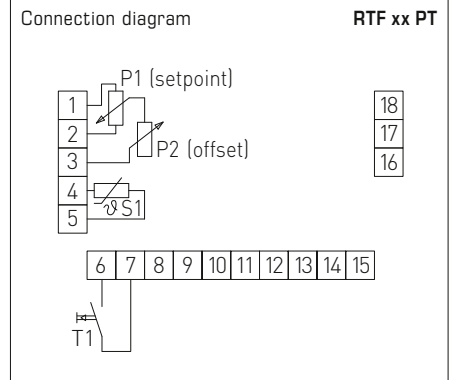 Connection diagram RTF xx PT
P1 (setpoint)
1
2
3
4
5
P2 (offset)
ϑ S1
18
17
16
6 7 8 9 10 11 12 13 14 15
T1